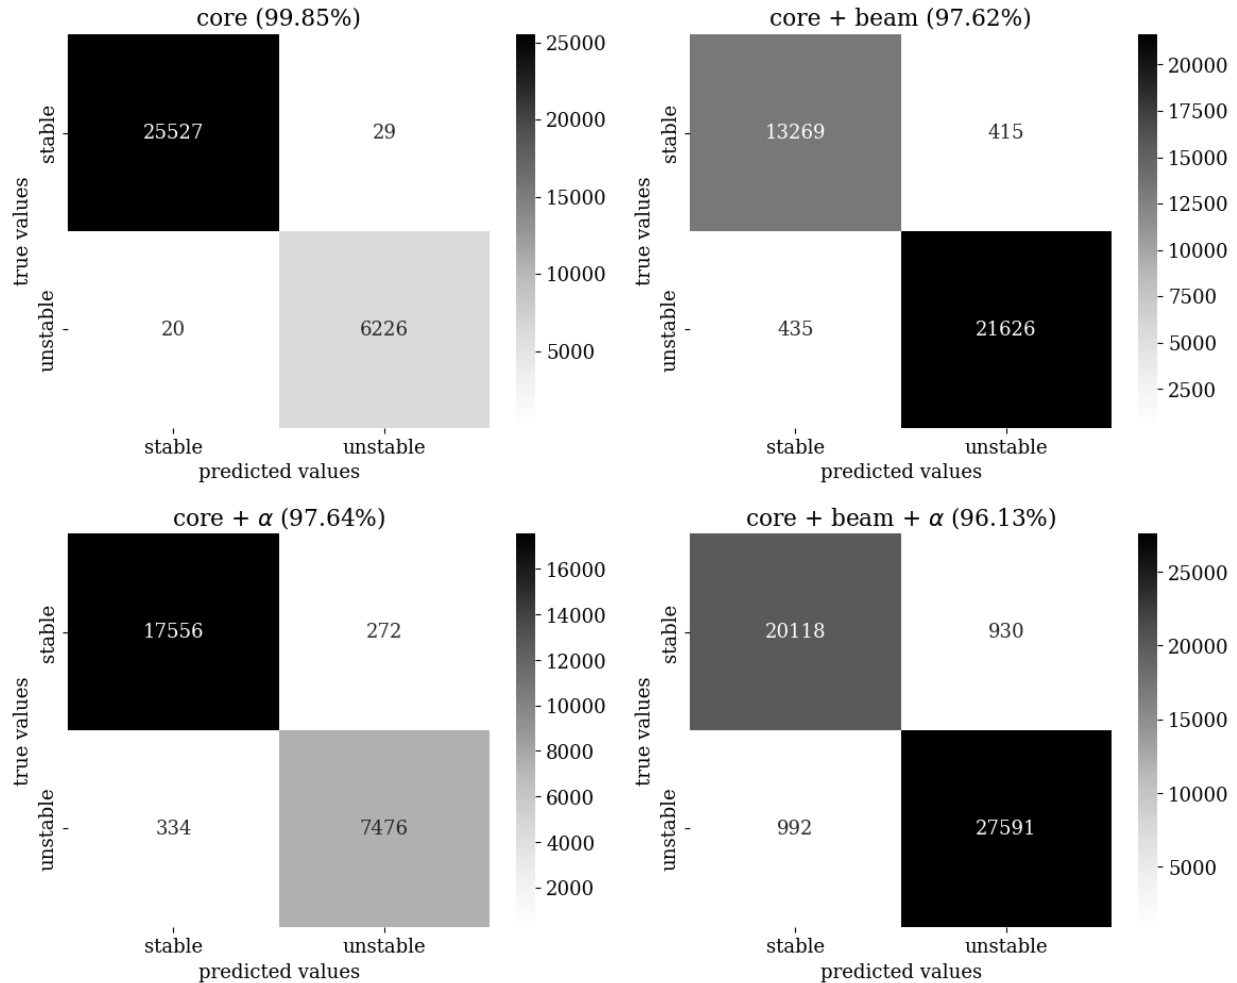 core (99.85%)
25527
29
20
6226
stable
unstable
true values
stable
unstable
predicted values
25000
20000
15000
10000
5000
core + beam (97.62%)
13269
415
435
21626
stable
unstable
true values
stable
unstable
predicted values
20000
17500
15000
12500
10000
7500
5000
2500
core + α (97.64%)
17556
272
334
7476
stable
unstable
true values
stable
unstable
predicted values
16000
14000
12000
10000
8000
6000
4000
2000
core + beam + α (96.13%)
20118
930
992
27591
stable
unstable
true values
stable
unstable
predicted values
25000
20000
15000
10000
5000